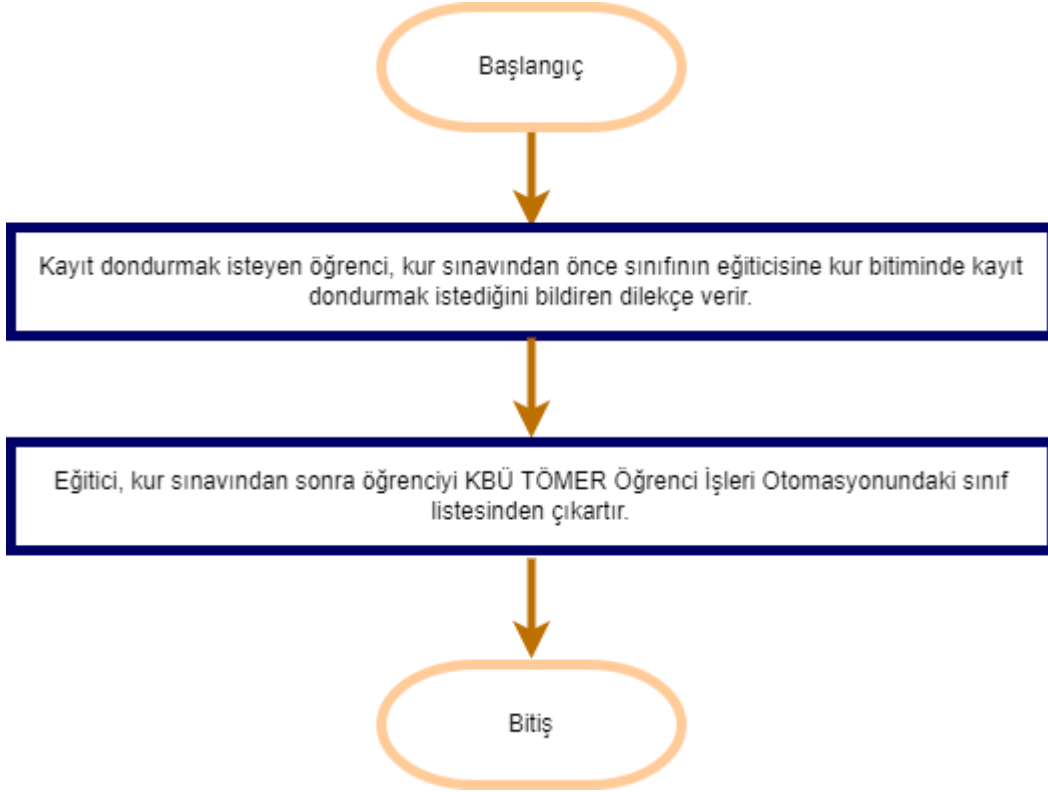 Başlangıç
Kayıt dondurmak isteyen öğrenci, kur sınavından önce sınıfının eğiticisine kur bitiminde kayıt
dondurmak istediğini bildiren dilekçe verir.
Eğitici, kur sınavından sonra öğrenciyi KBÜ TÖMER Öğrenci İşleri Otomasyonundaki sınıf
listesinden çıkartır.
Bitiş